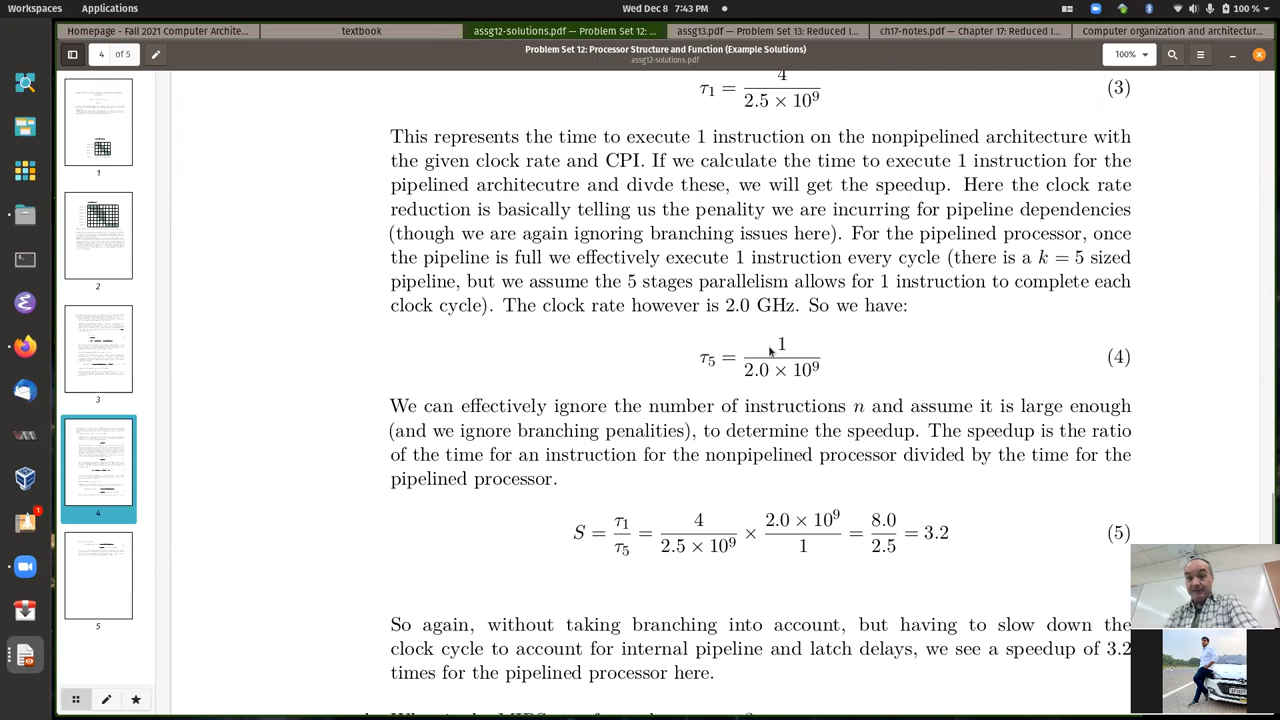 Workspaces Applications Wed Dec 8 7:43 PM 100 %
Homepage - Fall 2021 Computer Archite... textbook assg12-solutions.pdf — Problem Set 12: ... assg13.pdf — Problem Set 13: Reduced I... ch17-notes.pdf — Chapter 17: Reduced I... Computer organization and architectur...
4 of 5 Problem Set 12: Processor Structure and Function (Example Solutions) 100%
assg12-solutions.pdf
τ₁ = 4 / 2.5 × 10⁹ (3)
This represents the time to execute 1 instruction on the nonpipelined architecture with
the given clock rate and CPI. If we calculate the time to execute 1 instruction for the
pipelined architecutre and divde these, we will get the speedup. Here the clock rate
reduction is basically telling us the penality we are incurring for pipeline dependencies
(though we are again ignoring branching issues here). For the pipelined processor, once
the pipeline is full we effectively execute 1 instruction every cycle (there is a k = 5 sized
pipeline, but we assume the 5 stages parallelism allows for 1 instruction to complete each
clock cycle). The clock rate however is 2.0 GHz. So we have:
τ₅ = 1 / 2.0 × 10⁹ (4)
We can effectively ignore the number of instructions n and assume it is large enough
(and we ignore branching penalities), to determine the speedup. The speedup is the ratio
of the time for an instruction for the nonpipelined processor divided by the time for the
pipelined processor.
S = τ₁ / τ₅ = 4 / 2.5 × 10⁹ × 2.0 × 10⁹ / 1 = 8.0 / 2.5 = 3.2 (5)
So again, without taking branching into account, but having to slow down the
clock cycle to account for internal pipeline and latch delays, we see a speedup of 3.2
times for the pipelined processor here.
1
2
3
4
5
1